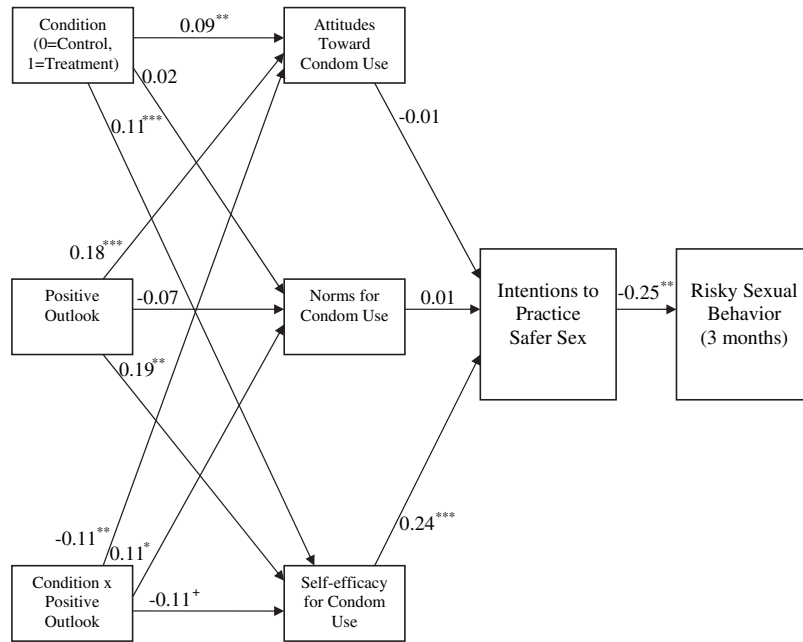 Condition
(0=Control,
1=Treatment)
0.09**
Attitudes
Toward
Condom Use
0.02
0.11***
-0.01
0.18***
Positive
Outlook
-0.07
Norms for
Condom Use
0.01
Intentions to
Practice
Safer Sex
-0.25**
Risky Sexual
Behavior
(3 months)
0.19**
-0.11**
0.11*
0.24***
Condition x
Positive
Outlook
-0.11+
Self-efficacy
for Condom
Use